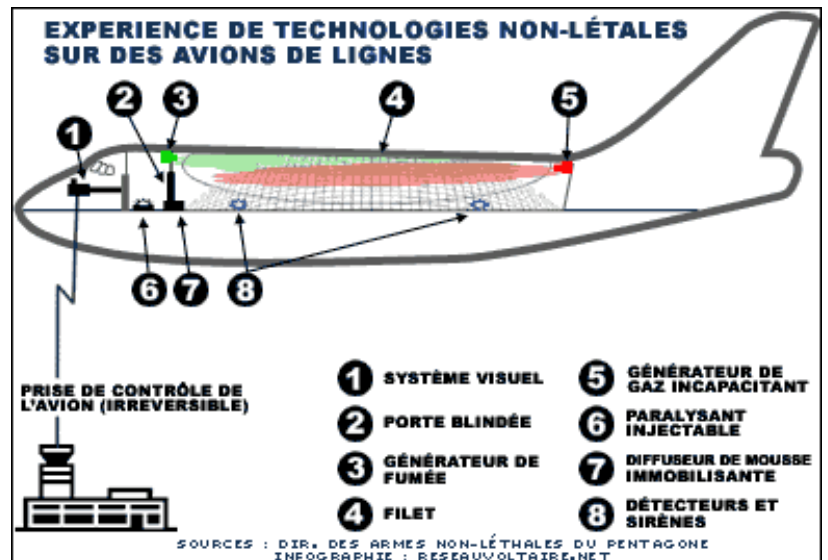 EXPERIENCE DE TECHNOLOGIES NON-LÉTALES
SUR DES AVIONS DE LIGNES
1
2
3
4
5
6
7
8
PRISE DE CONTRÔLE DE
L'AVION (IRREVERSIBLE)
1 SYSTÈME VISUEL
2 PORTE BLINDÉE
3 GÉNÉRATEUR DE
FUMÉE
4 FILET
5 GÉNÉRATEUR DE
GAZ INCAPACITANT
6 PARALYSANT
INJECTABLE
7 DIFFUSEUR DE MOUSSE
IMMOBILISANTE
8 DÉTECTEURS ET
SIRÈNES
SOURCES : DIR. DES ARMES NON-LÉTHALES DU PENTAGONE
INFOGRAPHIE : RESEAUVOLTAIRE.NET